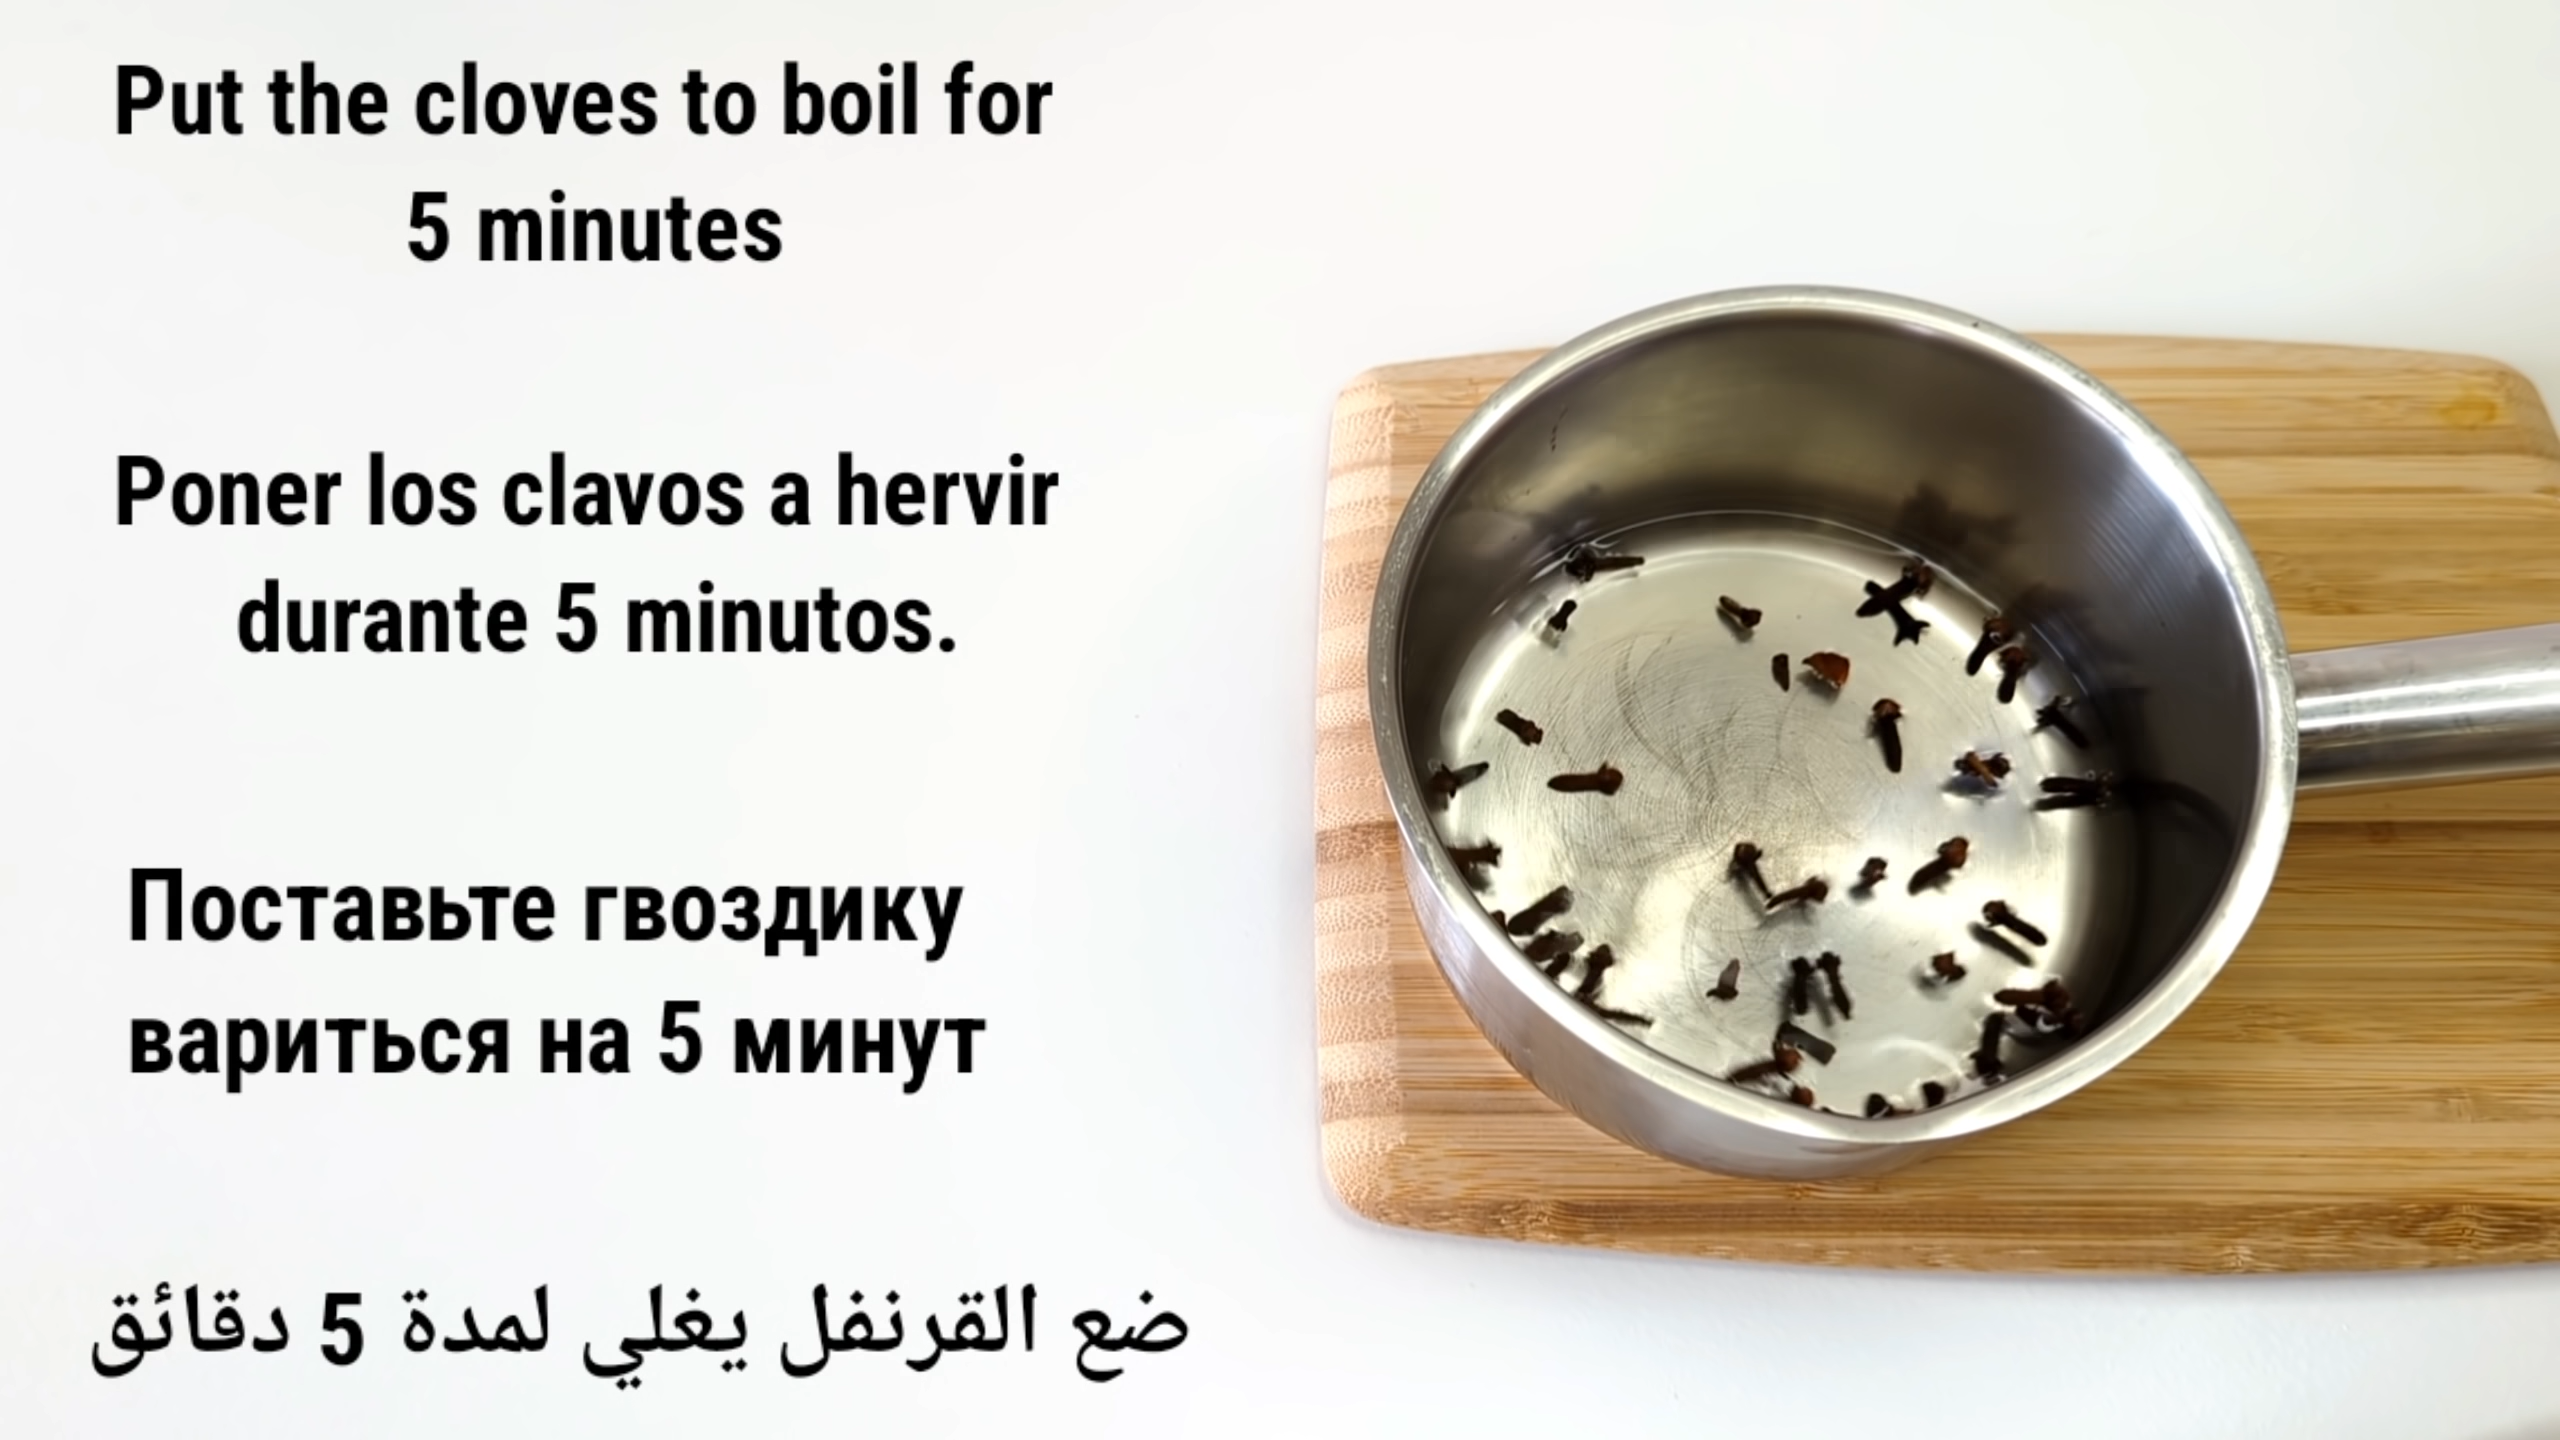 Put the cloves to boil for
5 minutes
Poner los clavos a hervir
durante 5 minutos.
Поставьте гвоздику
вариться на 5 минут
ضع القرنفل يغلي لمدة 5 دقائق